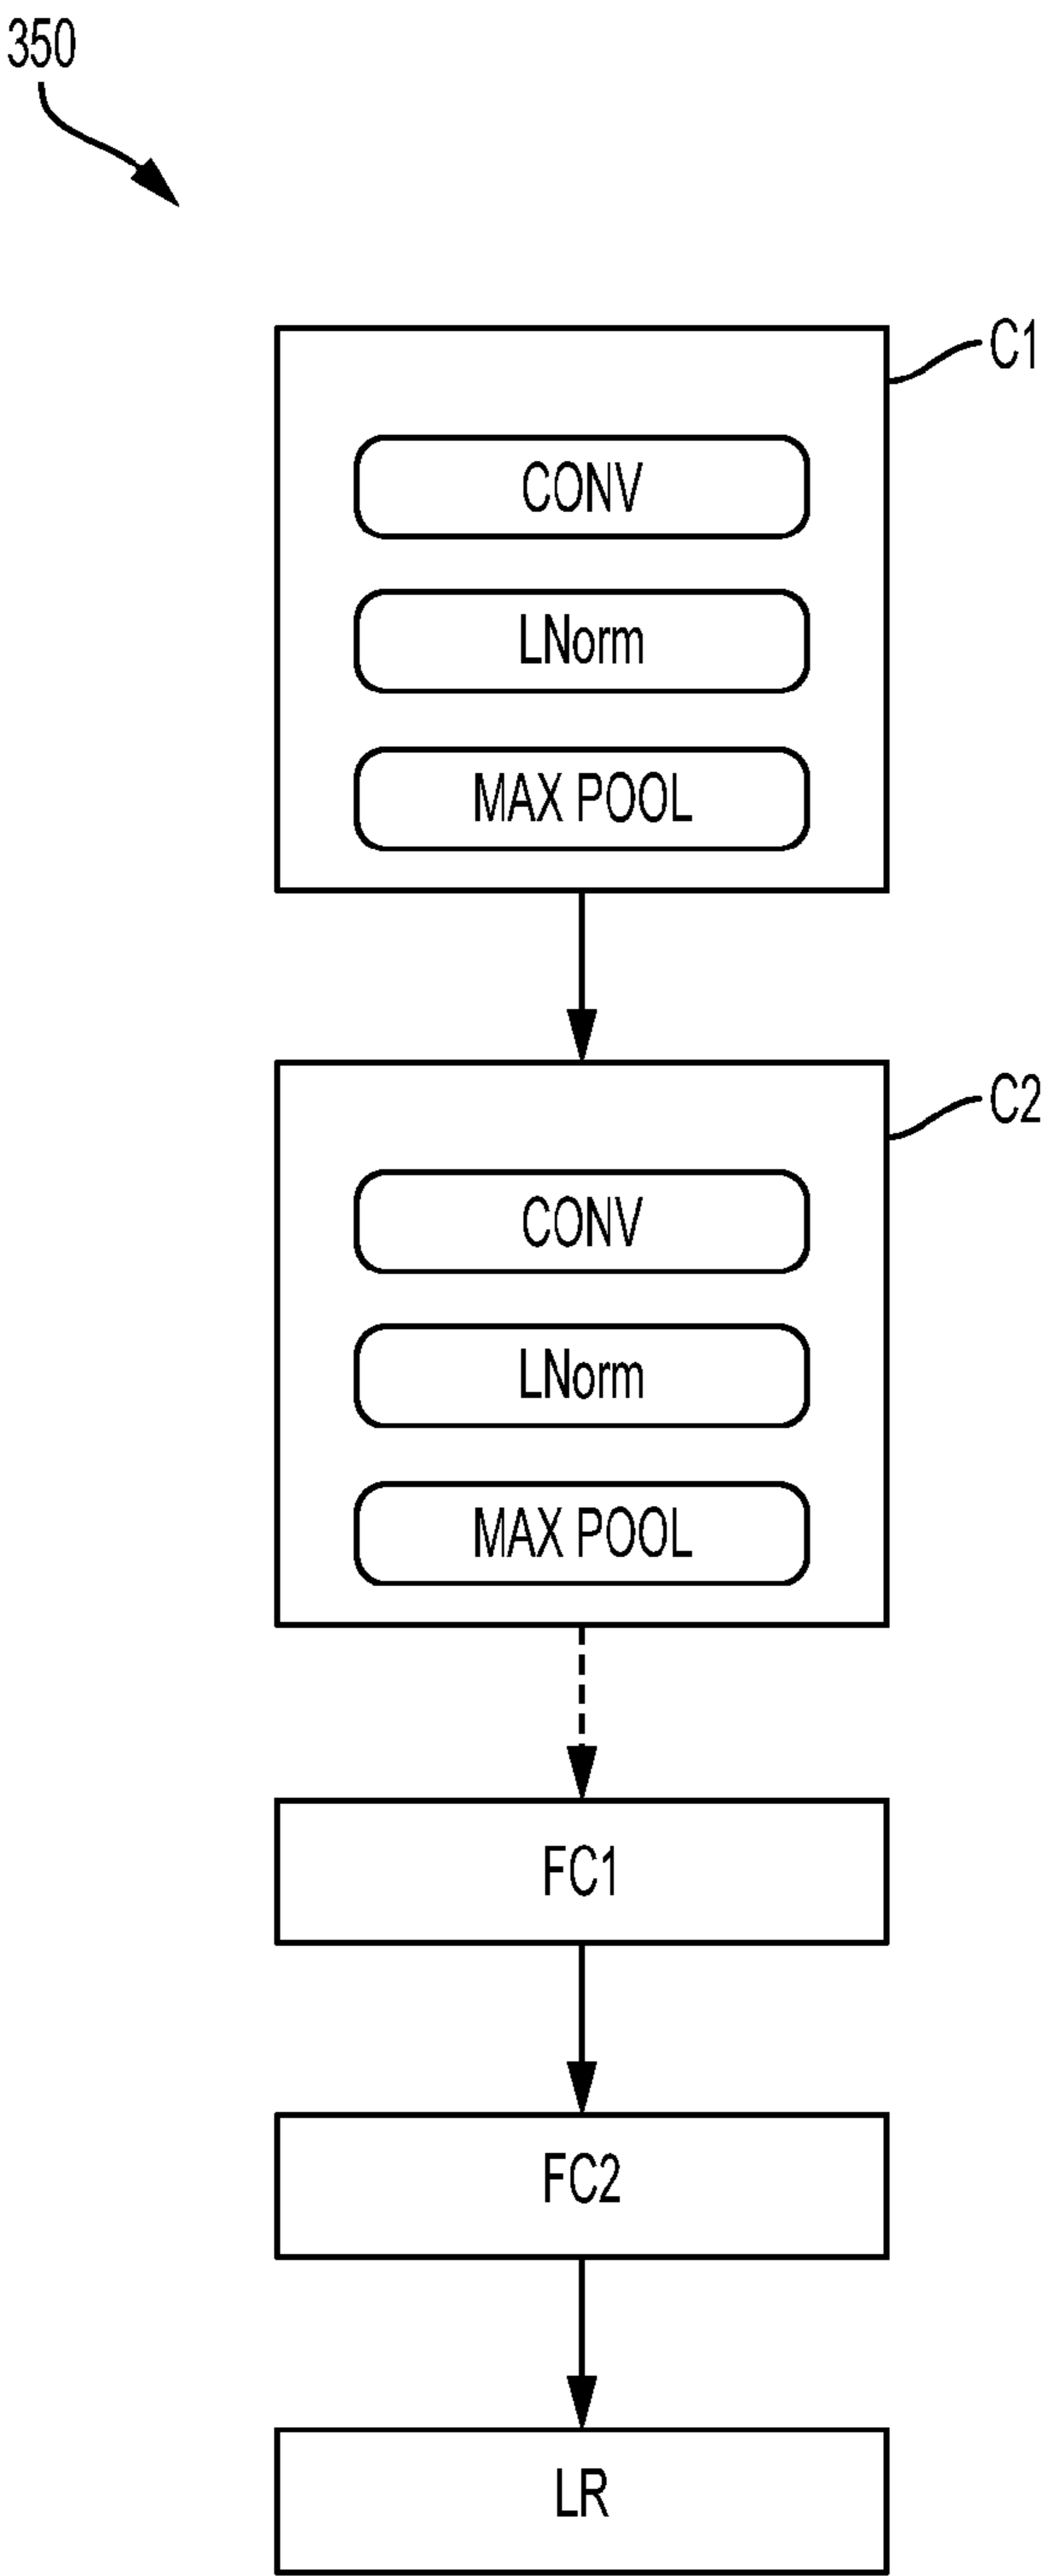 350
C1
CONV
LNorm
MAX POOL
C2
CONV
LNorm
MAX POOL
FC1
FC2
LR